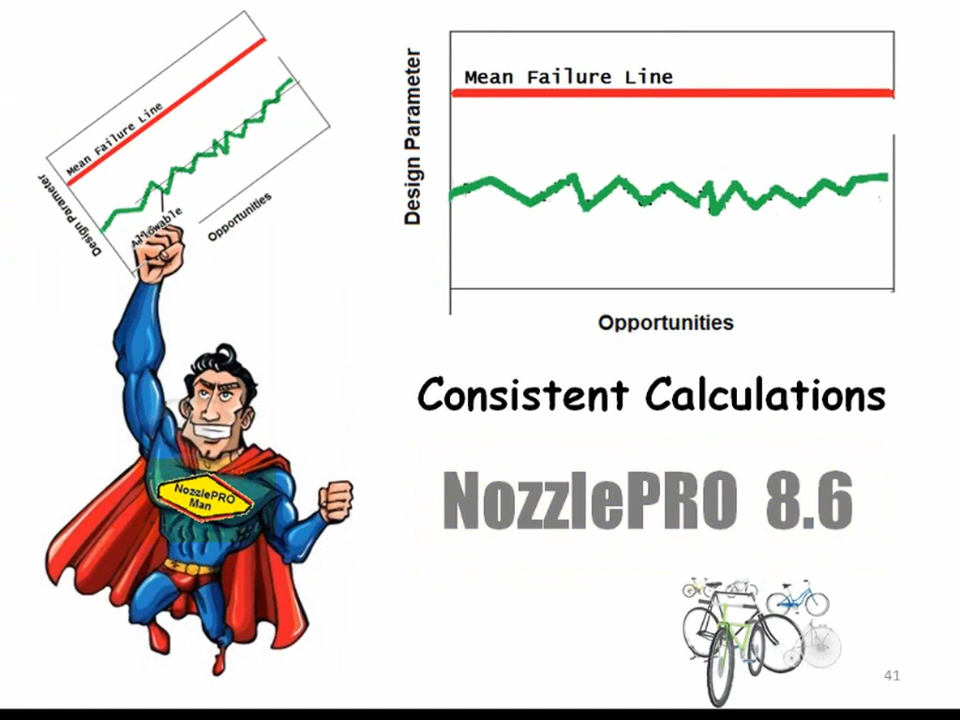 Mean Failure Line
Design Parameter
Allowable
Opportunities
Mean Failure Line
Design Parameter
Opportunities
Consistent Calculations
NozzlePRO
Man
NozzlePRO 8.6
41